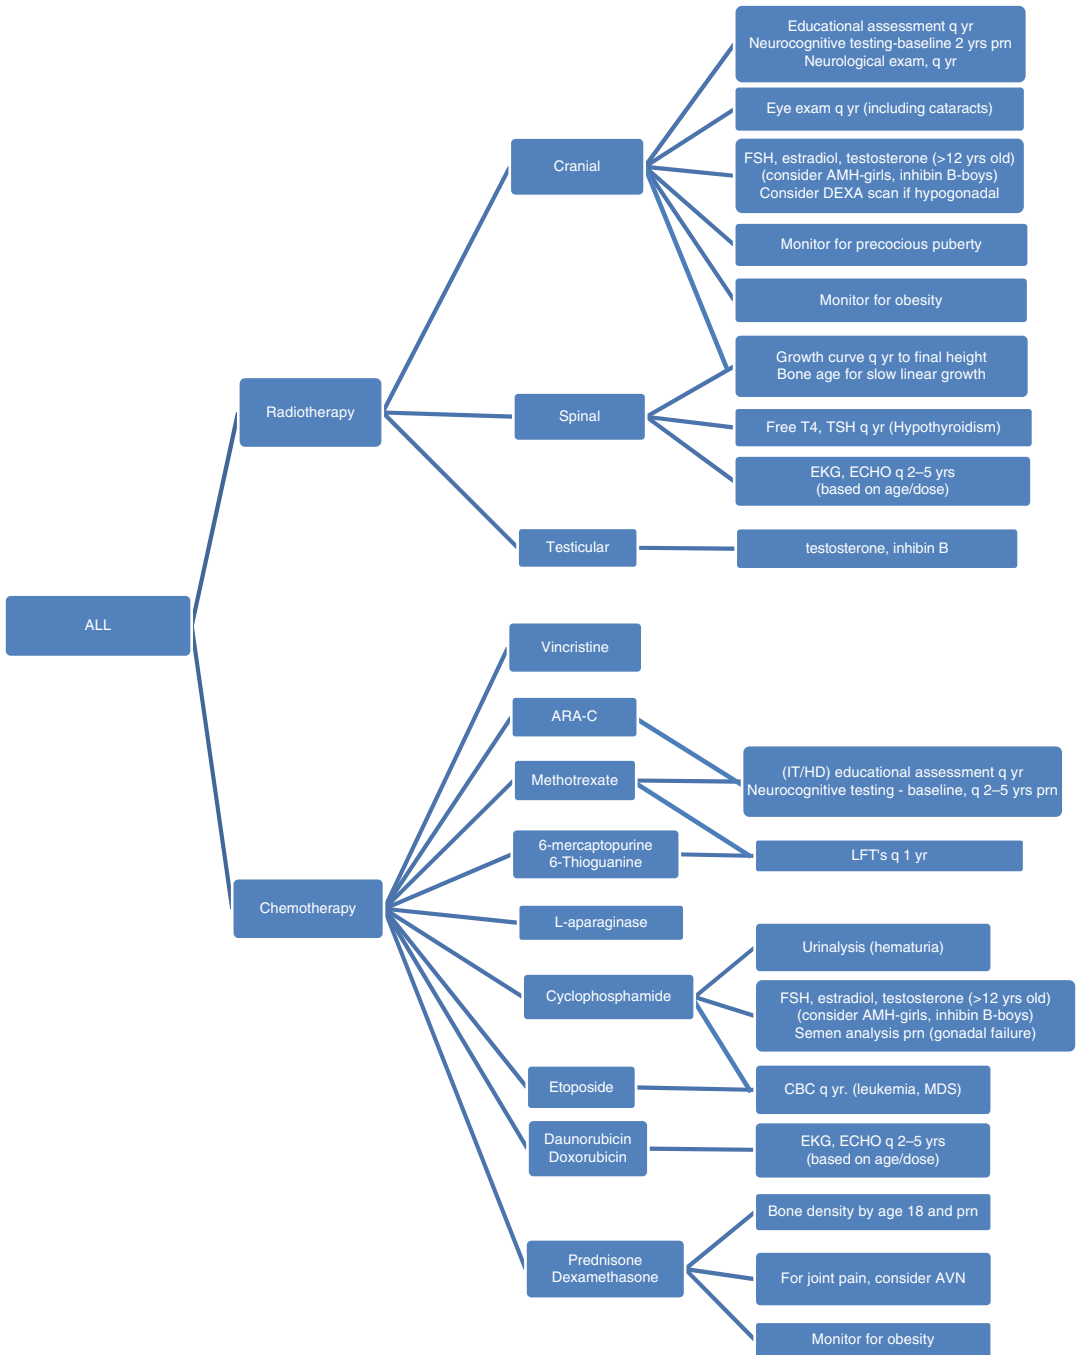 Educational assessment q yr
Neurocognitive testing-baseline 2 yrs prn
Neurological exam, q yr
Eye exam q yr (including cataracts)
Cranial
FSH, estradiol, testosterone (>12 yrs old)
(consider AMH-girls, inhibin B-boys)
Consider DEXA scan if hypogonadal
Monitor for precocious puberty
Monitor for obesity
Growth curve q yr to final height
Bone age for slow linear growth
Radiotherapy
Spinal
Free T4, TSH q yr (Hypothyroidism)
EKG, ECHO q 2–5 yrs
(based on age/dose)
Testicular
testosterone, inhibin B
ALL
Vincristine
ARA-C
Methotrexate
(IT/HD) educational assessment q yr
Neurocognitive testing - baseline, q 2–5 yrs prn
6-mercaptopurine
6-Thioguanine
LFT's q 1 yr
Chemotherapy
L-aparaginase
Urinalysis (hematuria)
Cyclophosphamide
FSH, estradiol, testosterone (>12 yrs old)
(consider AMH-girls, inhibin B-boys)
Semen analysis prn (gonadal failure)
Etoposide
CBC q yr. (leukemia, MDS)
Daunorubicin
Doxorubicin
EKG, ECHO q 2–5 yrs
(based on age/dose)
Bone density by age 18 and prn
Prednisone
Dexamethasone
For joint pain, consider AVN
Monitor for obesity